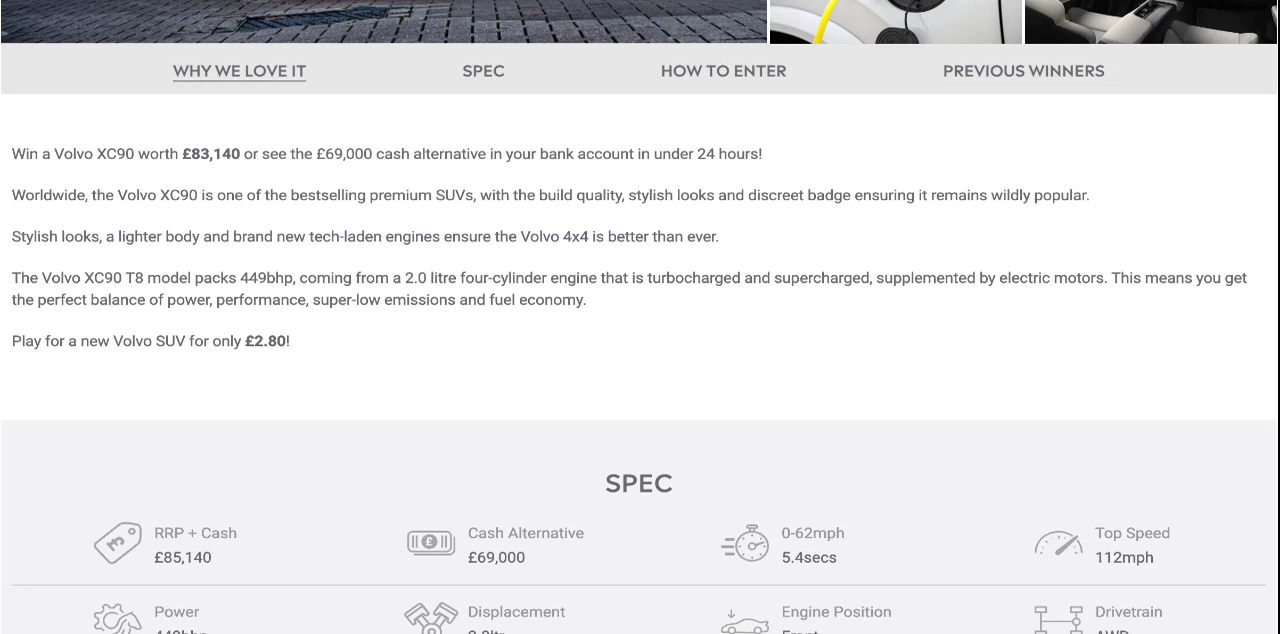 WHY WE LOVE IT SPEC HOW TO ENTER PREVIOUS WINNERS
Win a Volvo XC90 worth £83,140 or see the £69,000 cash alternative in your bank account in under 24 hours!
Worldwide, the Volvo XC90 is one of the bestselling premium SUVs, with the build quality, stylish looks and discreet badge ensuring it remains wildly popular.
Stylish looks, a lighter body and brand new tech-laden engines ensure the Volvo 4x4 is better than ever.
The Volvo XC90 T8 model packs 449bhp, coming from a 2.0 litre four-cylinder engine that is turbocharged and supercharged, supplemented by electric motors. This means you get
the perfect balance of power, performance, super-low emissions and fuel economy.
Play for a new Volvo SUV for only £2.80!
SPEC
RRP + Cash
£85,140
Cash Alternative
£69,000
0-62mph
5.4secs
Top Speed
112mph
Power
Displacement
Engine Position
Drivetrain